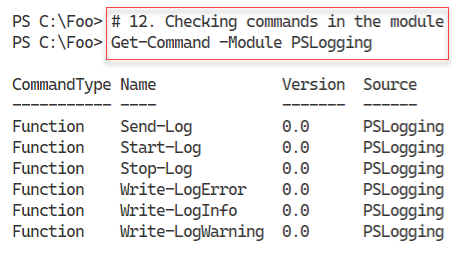 PS C:\Foo> # 12. Checking commands in the module
PS C:\Foo> Get-Command -Module PSLogging
CommandType Name Version Source
----------- ---- ------- ------
Function Send-Log 0.0 PSLogging
Function Start-Log 0.0 PSLogging
Function Stop-Log 0.0 PSLogging
Function Write-LogError 0.0 PSLogging
Function Write-LogInfo 0.0 PSLogging
Function Write-LogWarning 0.0 PSLogging